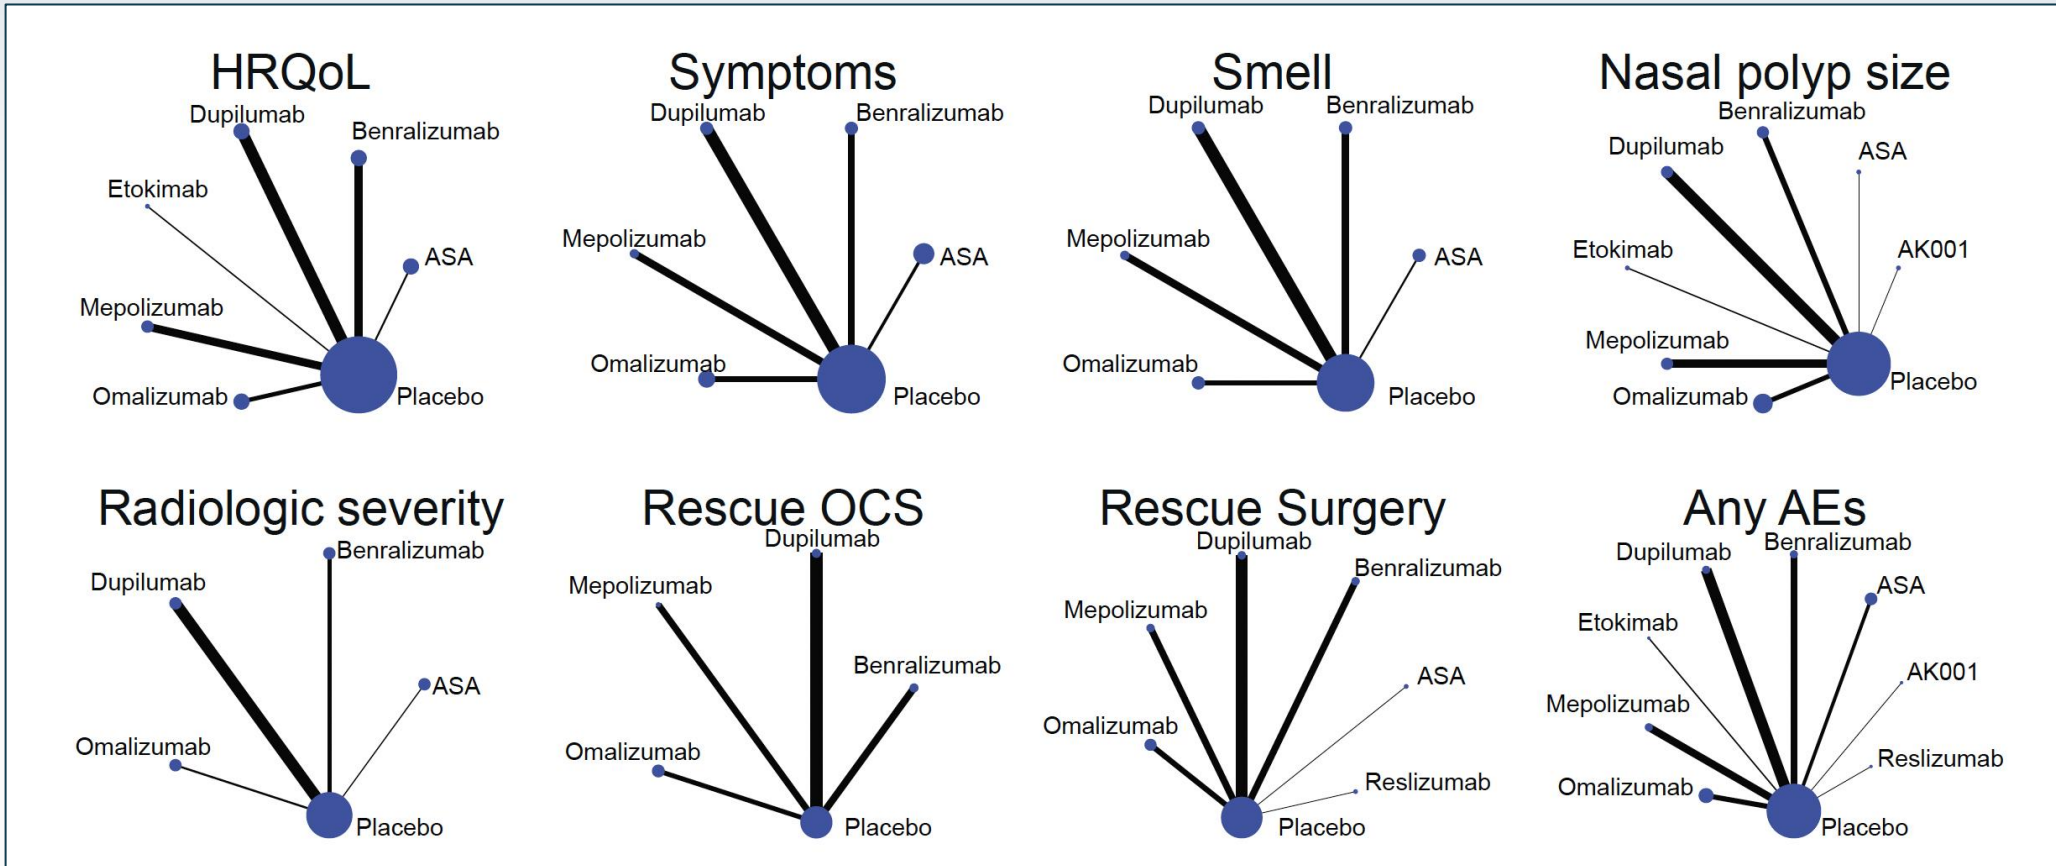 HRQoL
Dupilumab
Benralizumab
Etokimab
ASA
Mepolizumab
Omalizumab
Placebo
Symptoms
Dupilumab
Benralizumab
Mepolizumab
ASA
Omalizumab
Placebo
Smell
Dupilumab
Benralizumab
Mepolizumab
ASA
Omalizumab
Placebo
Nasal polyp size
Benralizumab
Dupilumab
ASA
Etokimab
AK001
Mepolizumab
Placebo
Omalizumab
Radiologic severity
Benralizumab
Dupilumab
ASA
Omalizumab
Placebo
Rescue OCS
Dupilumab
Mepolizumab
Benralizumab
Omalizumab
Placebo
Rescue Surgery
Dupilumab
Benralizumab
Mepolizumab
ASA
Omalizumab
Reslizumab
Placebo
Any AEs
Benralizumab
Dupilumab
ASA
Etokimab
AK001
Mepolizumab
Reslizumab
Omalizumab
Placebo